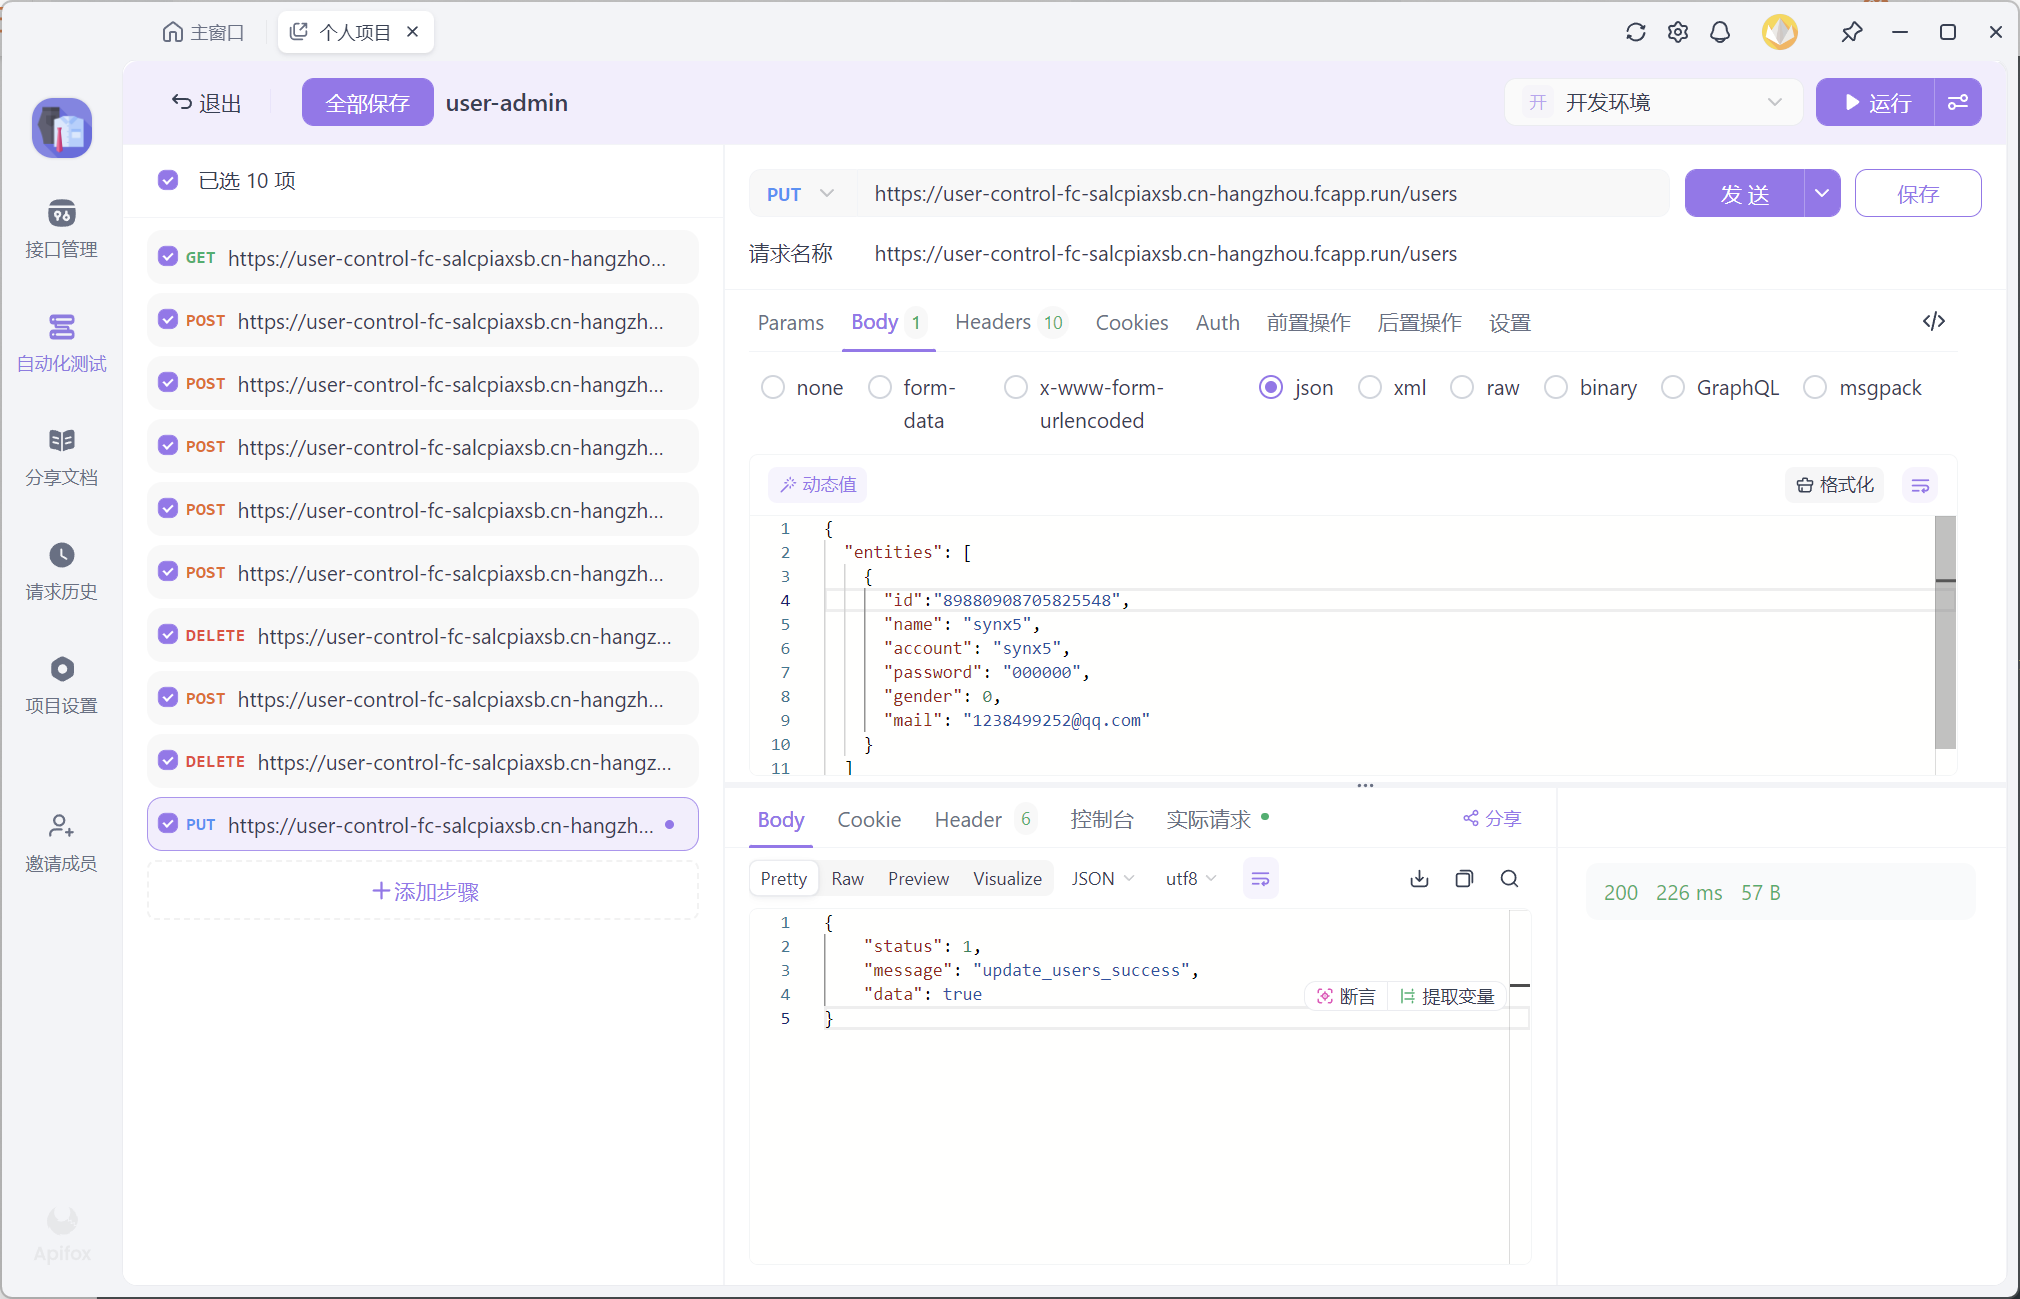 主窗口
个人项目
退出
全部保存
user-admin
开 开发环境
运行
接口管理
自动化测试
分享文档
请求历史
项目设置
邀请成员
Apifox
已选 10 项
GET https://user-control-fc-salcpiaxsb.cn-hangzho...
POST https://user-control-fc-salcpiaxsb.cn-hangzh...
POST https://user-control-fc-salcpiaxsb.cn-hangzh...
POST https://user-control-fc-salcpiaxsb.cn-hangzh...
POST https://user-control-fc-salcpiaxsb.cn-hangzh...
POST https://user-control-fc-salcpiaxsb.cn-hangzh...
DELETE https://user-control-fc-salcpiaxsb.cn-hangz...
POST https://user-control-fc-salcpiaxsb.cn-hangzh...
DELETE https://user-control-fc-salcpiaxsb.cn-hangz...
PUT https://user-control-fc-salcpiaxsb.cn-hangzh...
添加步骤
PUT https://user-control-fc-salcpiaxsb.cn-hangzhou.fcapp.run/users
发 送
保存
请求名称 https://user-control-fc-salcpiaxsb.cn-hangzhou.fcapp.run/users
Params Body 1 Headers 10 Cookies Auth 前置操作 后置操作 设置
none form-data x-www-form-urlencoded json xml raw binary GraphQL msgpack
动态值 格式化
1 {
2 "entities": [
3 {
4 "id":"89880908705825548",
5 "name": "synx5",
6 "account": "synx5",
7 "password": "000000",
8 "gender": 0,
9 "mail": "1238499252@qq.com"
10 }
11 ]
Body Cookie Header 6 控制台 实际请求 分享
Pretty Raw Preview Visualize JSON utf8
1 {
2 "status": 1,
3 "message": "update_users_success",
4 "data": true
5 }
断言 提取变量
200 226 ms 57 B